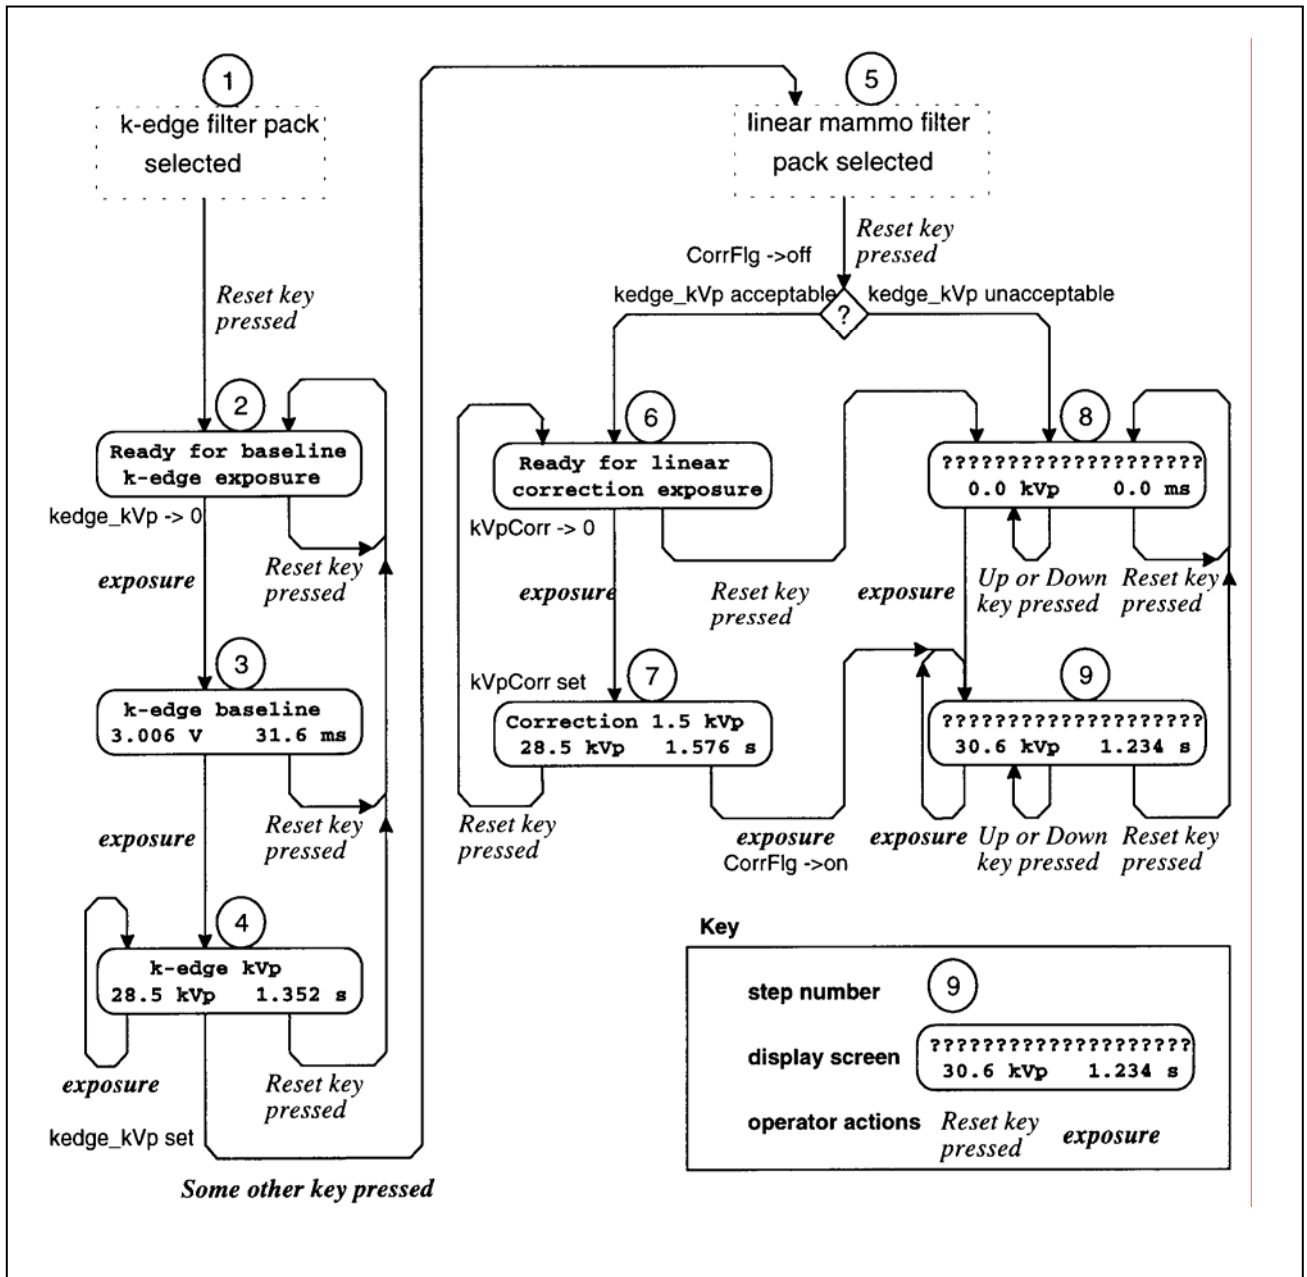 1
k-edge filter pack
selected
Reset key
pressed
2
Ready for baseline
k-edge exposure
kedge_kVp -> 0
exposure
Reset key
pressed
3
k-edge baseline
3.006 V 31.6 ms
exposure
Reset key
pressed
4
k-edge kVp
28.5 kVp 1.352 s
exposure
Reset key
pressed
kedge_kVp set
Some other key pressed
5
linear mammo filter
pack selected
Reset key
pressed
CorrFlg ->off
kedge_kVp acceptable
?
kedge_kVp unacceptable
6
Ready for linear
correction exposure
kVpCorr -> 0
exposure
Reset key
pressed
kVpCorr set
7
Correction 1.5 kVp
28.5 kVp 1.576 s
Reset key
pressed
exposure
CorrFlg ->on
8
????????????????????
0.0 kVp 0.0 ms
exposure
Up or Down
key pressed
Reset key
pressed
9
????????????????????
30.6 kVp 1.234 s
exposure
Up or Down
key pressed
Reset key
pressed
Key
step number
9
display screen
????????????????????
30.6 kVp 1.234 s
operator actions
Reset key
pressed
exposure